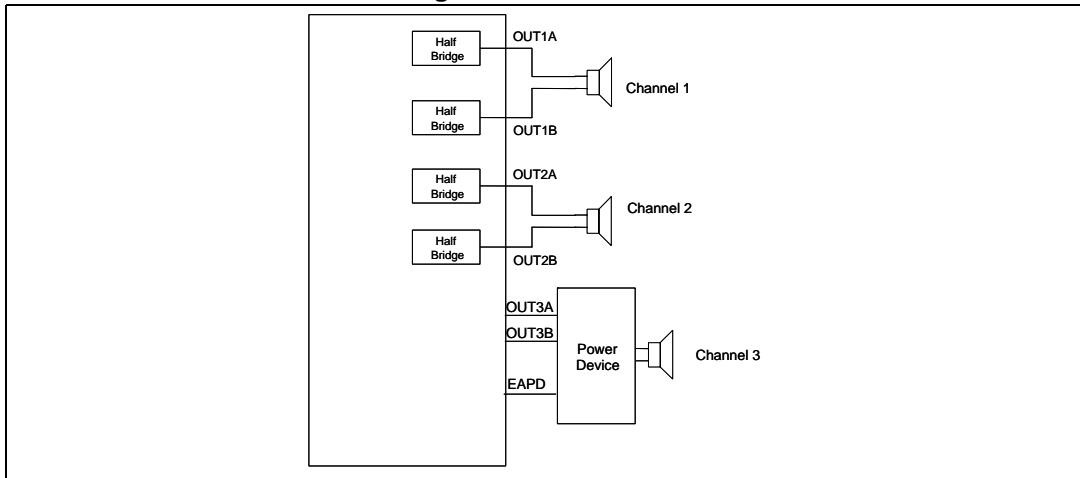 Half
Bridge
OUT1A
Channel 1
Half
Bridge
OUT1B
Half
Bridge
OUT2A
Channel 2
Half
Bridge
OUT2B
OUT3A
OUT3B
Power
Device
Channel 3
EAPD